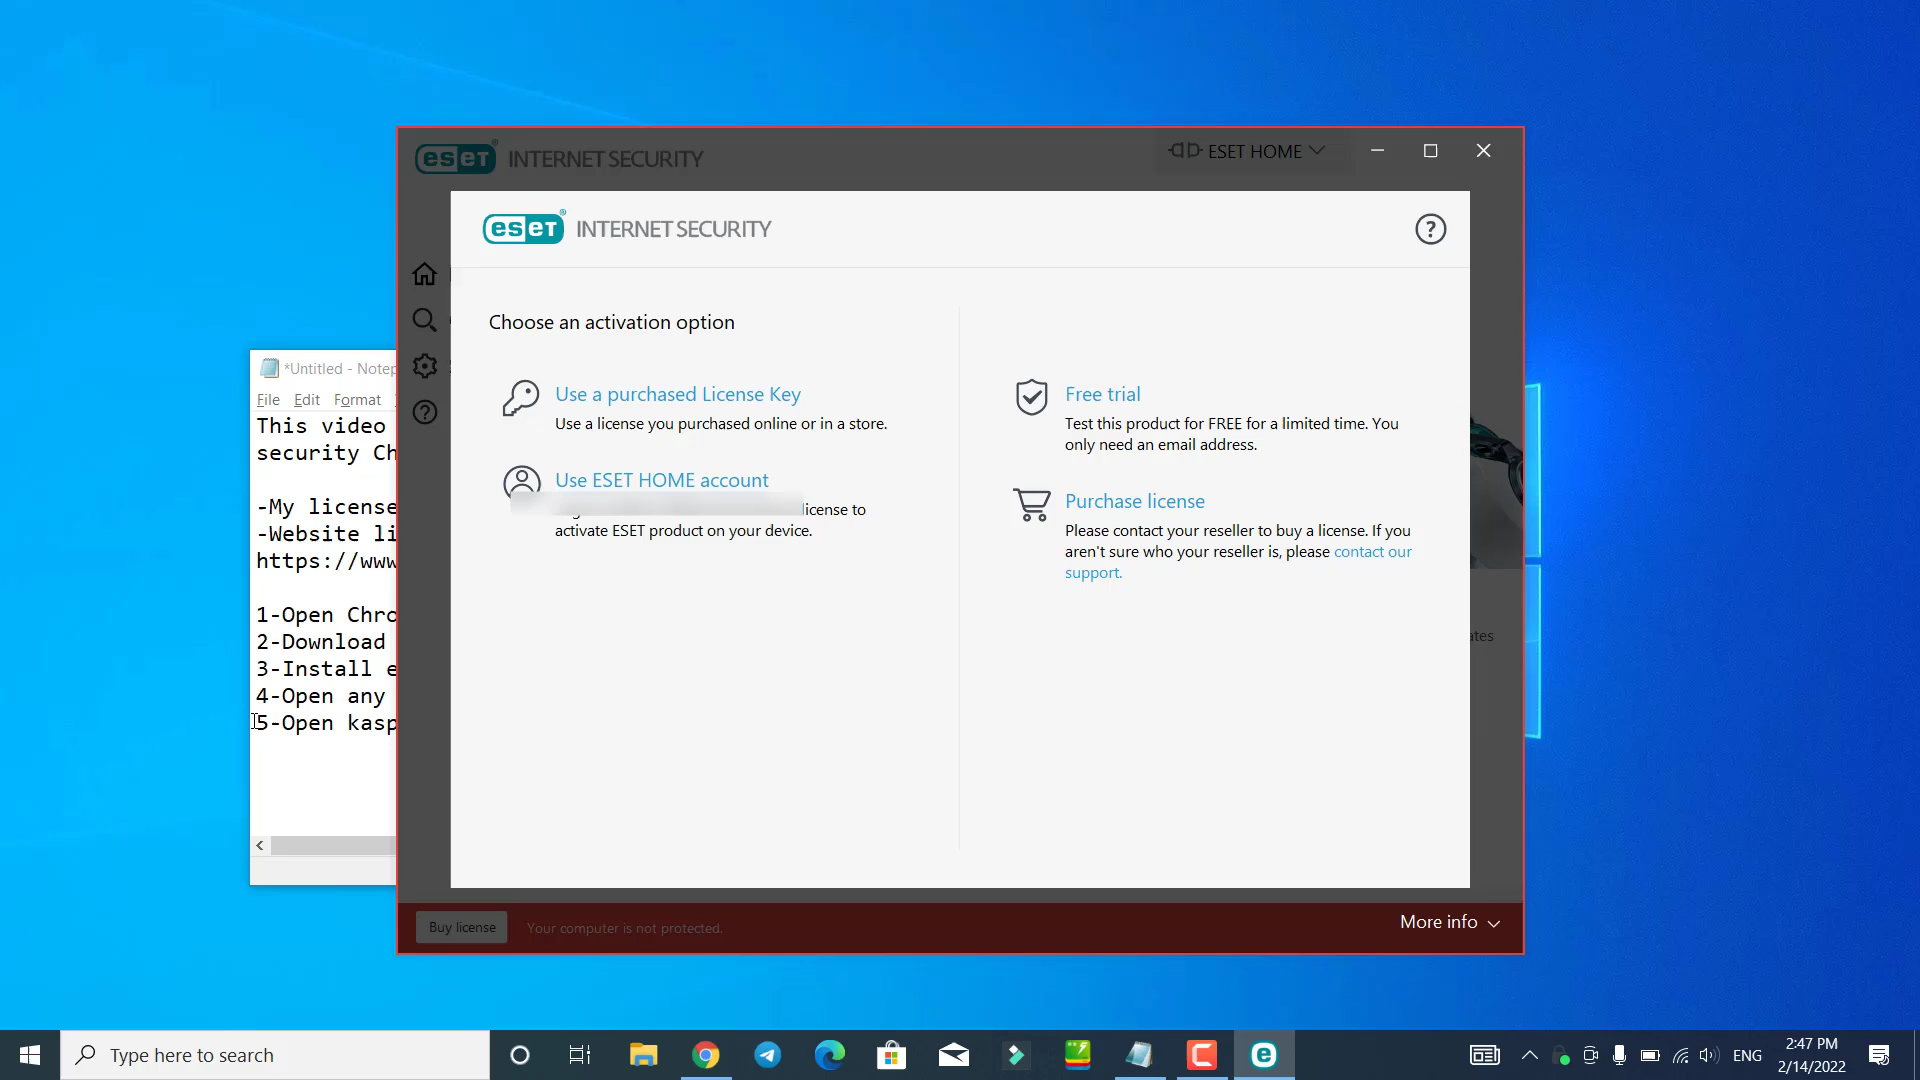 eset® INTERNET SECURITY
ESET HOME
eset® INTERNET SECURITY
?
Choose an activation option
Use a purchased License Key
Use a license you purchased online or in a store.
Use ESET HOME account
license to
activate ESET product on your device.
Free trial
Test this product for FREE for a limited time. You
only need an email address.
Purchase license
Please contact your reseller to buy a license. If you
aren't sure who your reseller is, please contact our
support.
ates
Buy license
Your computer is not protected.
More info
*Untitled - Notep
File Edit Format
This video
security Ch
-My license
-Website li
https://www
1-Open Chro
2-Download
3-Install e
4-Open any
5-Open kasp
Type here to search
ENG
2:47 PM
2/14/2022